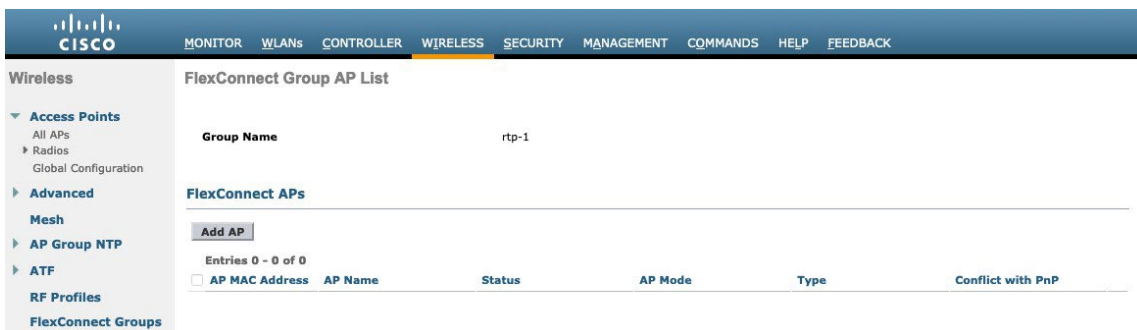 CISCO
MONITOR WLANs CONTROLLER WIRELESS SECURITY MANAGEMENT COMMANDS HELP FEEDBACK
Wireless
Access Points
All APs
Radios
Global Configuration
Advanced
Mesh
AP Group NTP
ATF
RF Profiles
FlexConnect Groups
FlexConnect Group AP List
Group Name rtp-1
FlexConnect APs
Add AP
Entries 0 - 0 of 0
AP MAC Address AP Name Status AP Mode Type Conflict with PnP